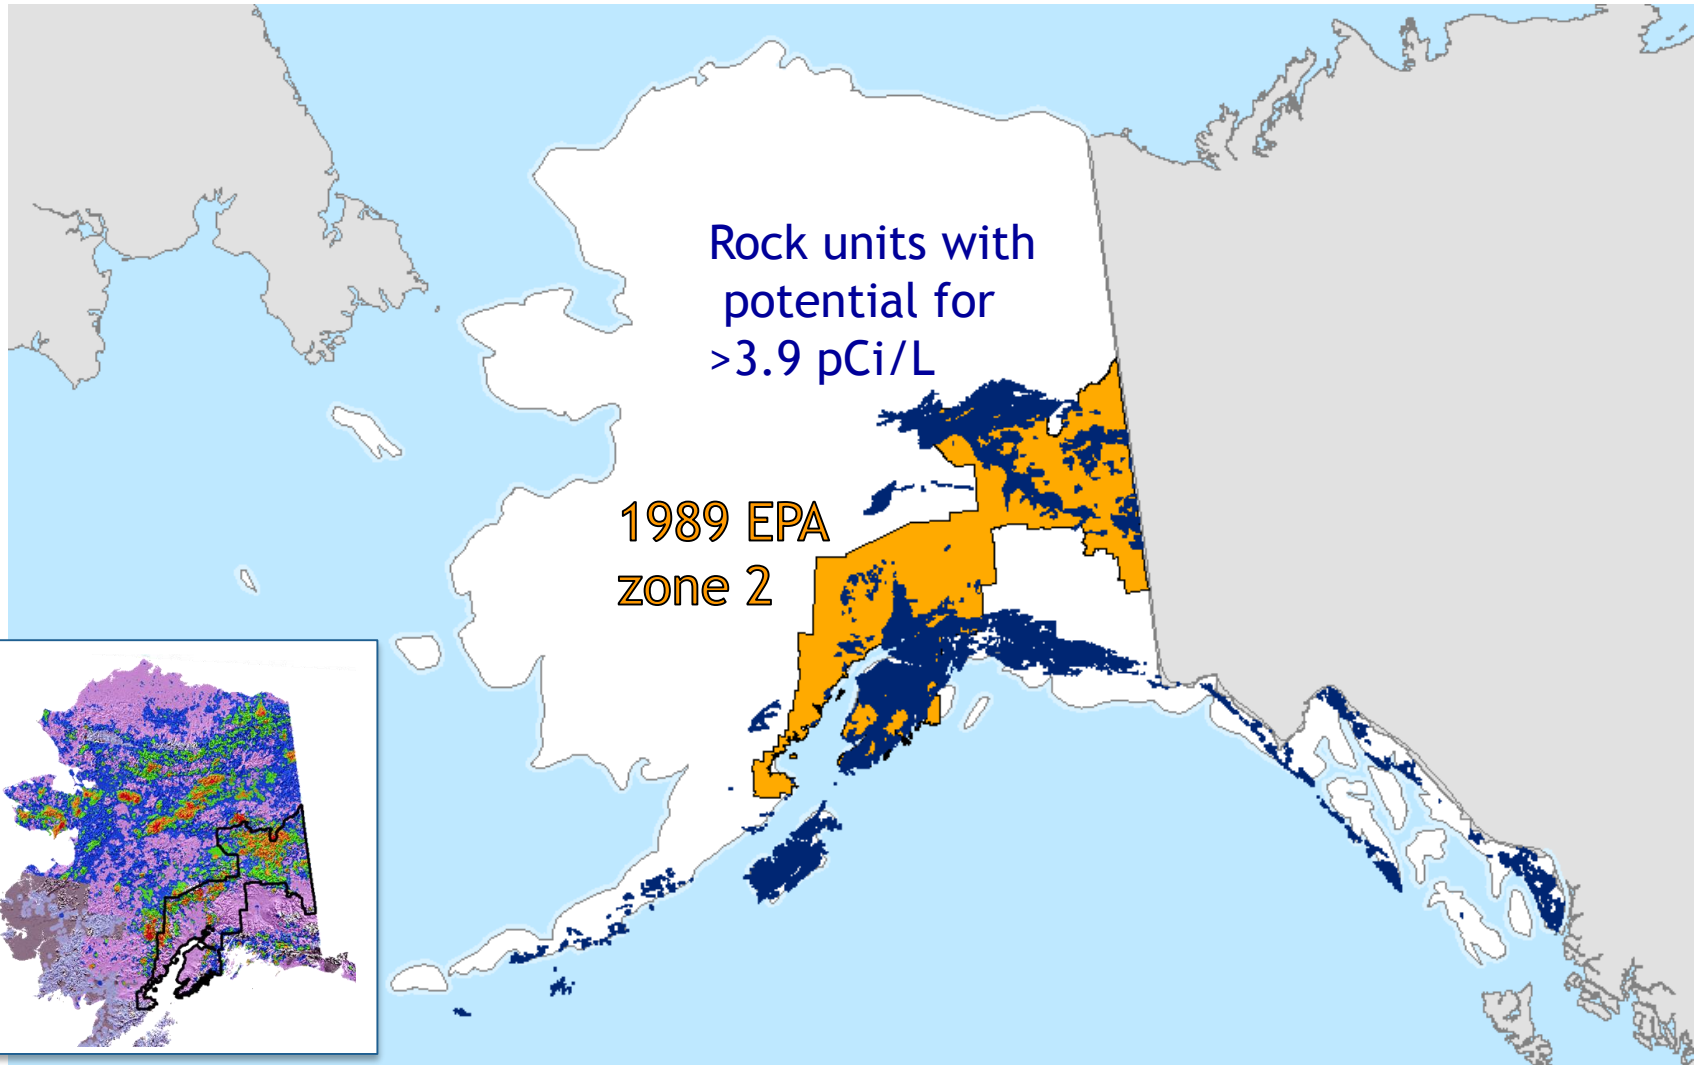 Rock units with
potential for
>3.9 pCi/L
1989 EPA
zone 2